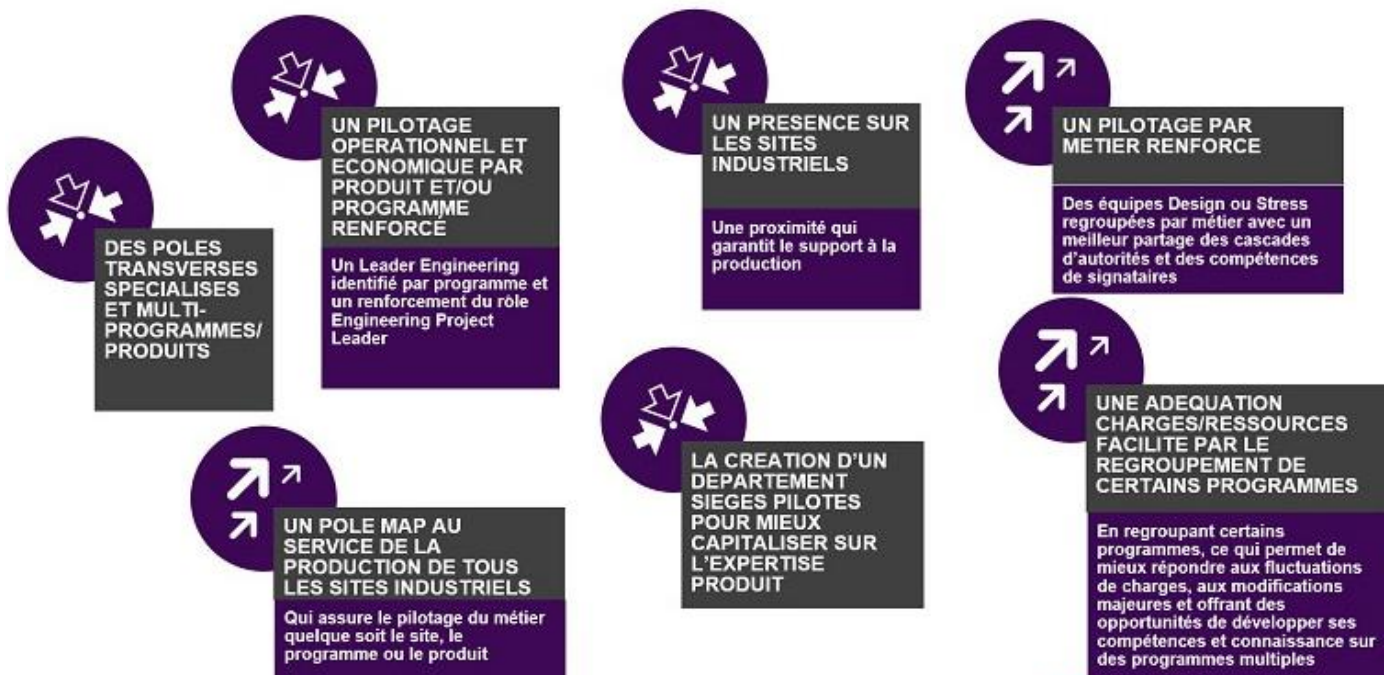 DES POLES
TRANSVERSES
SPECIALISES
ET MULTI-
PROGRAMMES/
PRODUITS
UN PILOTAGE
OPERATIONNEL ET
ECONOMIQUE PAR
PRODUIT ET/OU
PROGRAMME
RENFORCÉ
Un Leader Engineering
identifié par programme et
un renforcement du rôle
Engineering Project
Leader
UN PRESENCE SUR
LES SITES
INDUSTRIELS
Une proximité qui
garantit le support à la
production
UN PILOTAGE PAR
METIER RENFORCE
Des équipes Design ou Stress
regroupées par métier avec un
meilleur partage des cascades
d'autorités et des compétences
de signataires
UN POLE MAP AU
SERVICE DE LA
PRODUCTION DE TOUS
LES SITES INDUSTRIELS
Qui assure le pilotage du métier
quelque soit le site, le
programme ou le produit
LA CREATION D'UN
DEPARTEMENT
SIEGES PILOTES
POUR MIEUX
CAPITALISER SUR
L'EXPERTISE
PRODUIT
UNE ADEQUATION
CHARGES/RESSOURCES
FACILITE PAR LE
REGROUPEMENT DE
CERTAINS PROGRAMMES
En regroupant certains
programmes, ce qui permet de
mieux répondre aux fluctuations
de charges, aux modifications
majeures et offrant des
opportunités de développer ses
compétences et connaissance sur
des programmes multiples